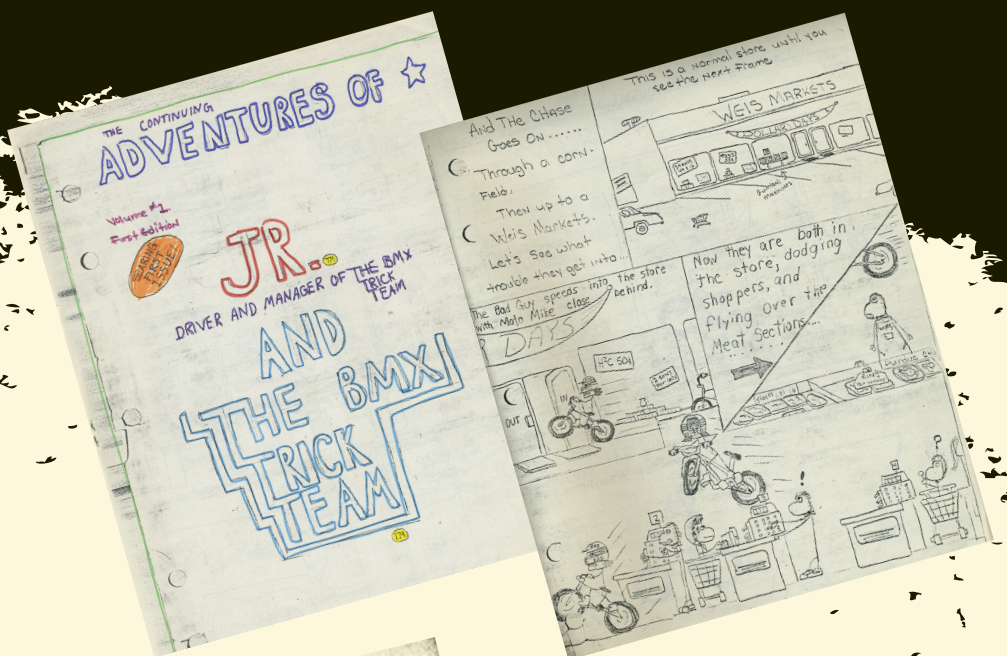 THE CONTINUING
ADVENTURES OF
Volume #1
First Edition
FIRST
ISSUE!
JR.
TM
DRIVER AND MANAGER OF THE BMX
TRICK
TEAM
AND
THE BMX
TRICK
TEAM
TM
And The Chase
Goes On......
Through a corn-
Field.
Then up to a
Weis Markets.
Let's see what
trouble they get into...
This is a normal store until you
see the next frame
WEIS MARKETS
DOLLAR DAYS
The Bad Guy speeds into the store
with Moto Mike close behind.
DAYS
IN
OUT
Now they are both in
the store, dodging
shoppers, and
flying over the
Meat Sections....
2
!
?